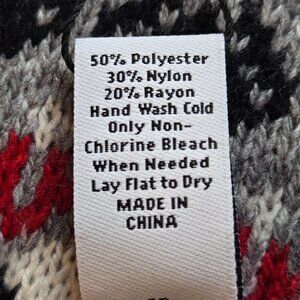 50% Polyester
30% Nylon
20% Rayon
Hand Wash Cold
Only Non-
Chlorine Bleach
When Needed
Lay Flat to Dry
MADE IN
CHINA